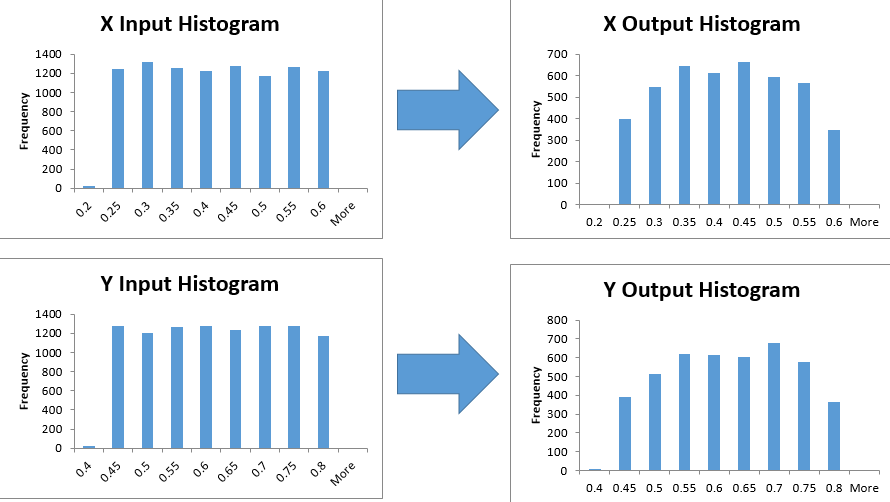 X Input Histogram
1400
1200
1000
800
600
400
200
0
Frequency
0.2 0.25 0.3 0.35 0.4 0.45 0.5 0.55 0.6 More
X Output Histogram
700
600
500
400
300
200
100
0
Frequency
0.2 0.25 0.3 0.35 0.4 0.45 0.5 0.55 0.6 More
Y Input Histogram
1400
1200
1000
800
600
400
200
0
Frequency
0.4 0.45 0.5 0.55 0.6 0.65 0.7 0.75 0.8 More
Y Output Histogram
800
700
600
500
400
300
200
100
0
Frequency
0.4 0.45 0.5 0.55 0.6 0.65 0.7 0.75 0.8 More